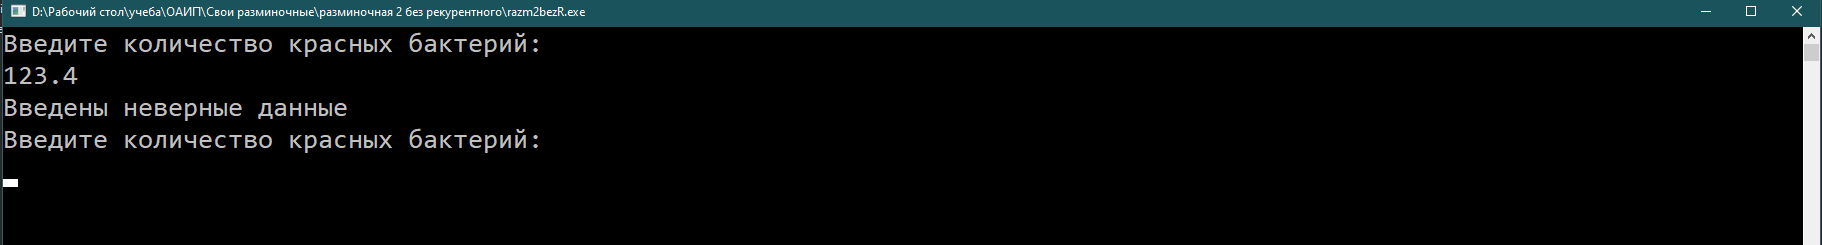 D:\Рабочий стол\учеба\ОАИП\Свои разминочные\разминочная 2 без рекурентного\razm2bezR.exe
Введите количество красных бактерий:
123.4
Введены неверные данные
Введите количество красных бактерий: